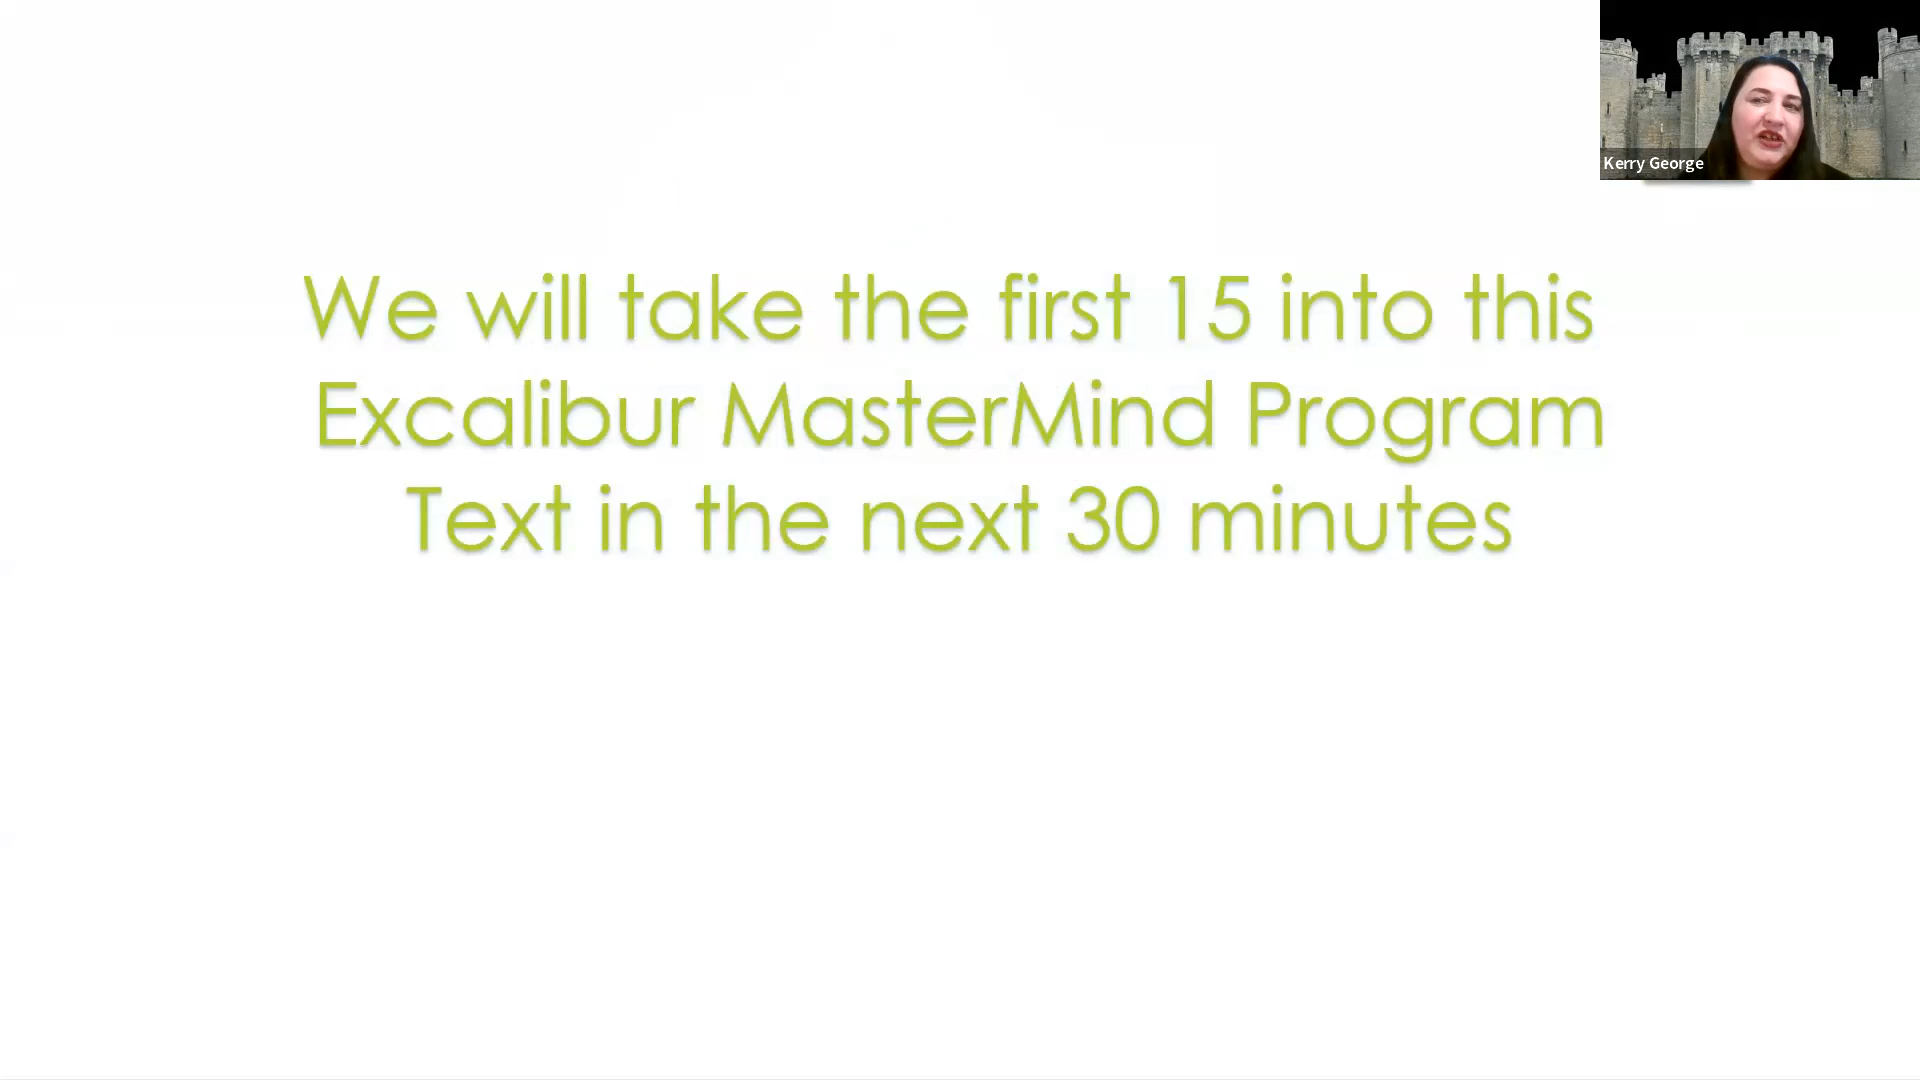 Kerry George
We will take the first 15 into this
Excalibur MasterMind Program
Text in the next 30 minutes